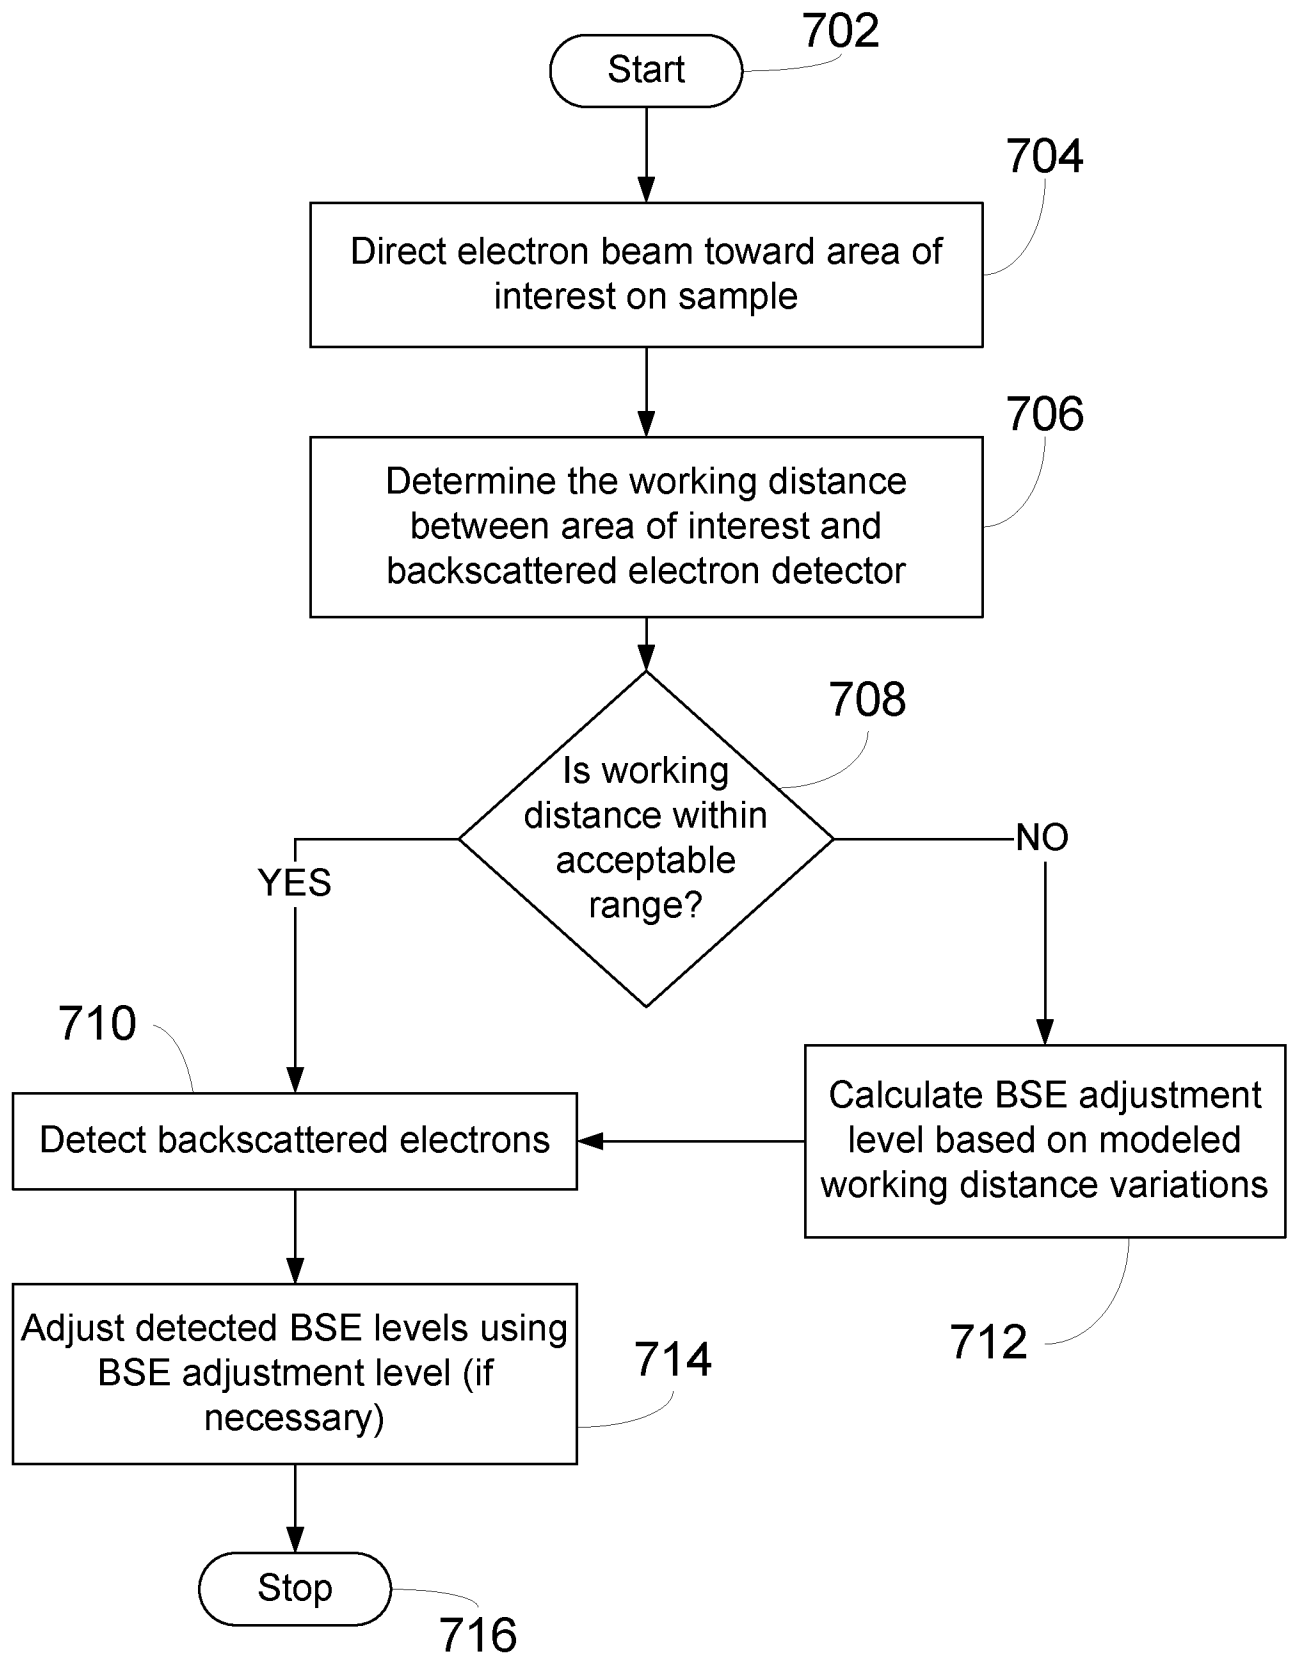 702
Start
704
Direct electron beam toward area of
interest on sample
706
Determine the working distance
between area of interest and
backscattered electron detector
708
Is working
distance within
acceptable
range?
NO
YES
710
Detect backscattered electrons
Calculate BSE adjustment
level based on modeled
working distance variations
712
Adjust detected BSE levels using
BSE adjustment level (if
necessary)
714
Stop
716